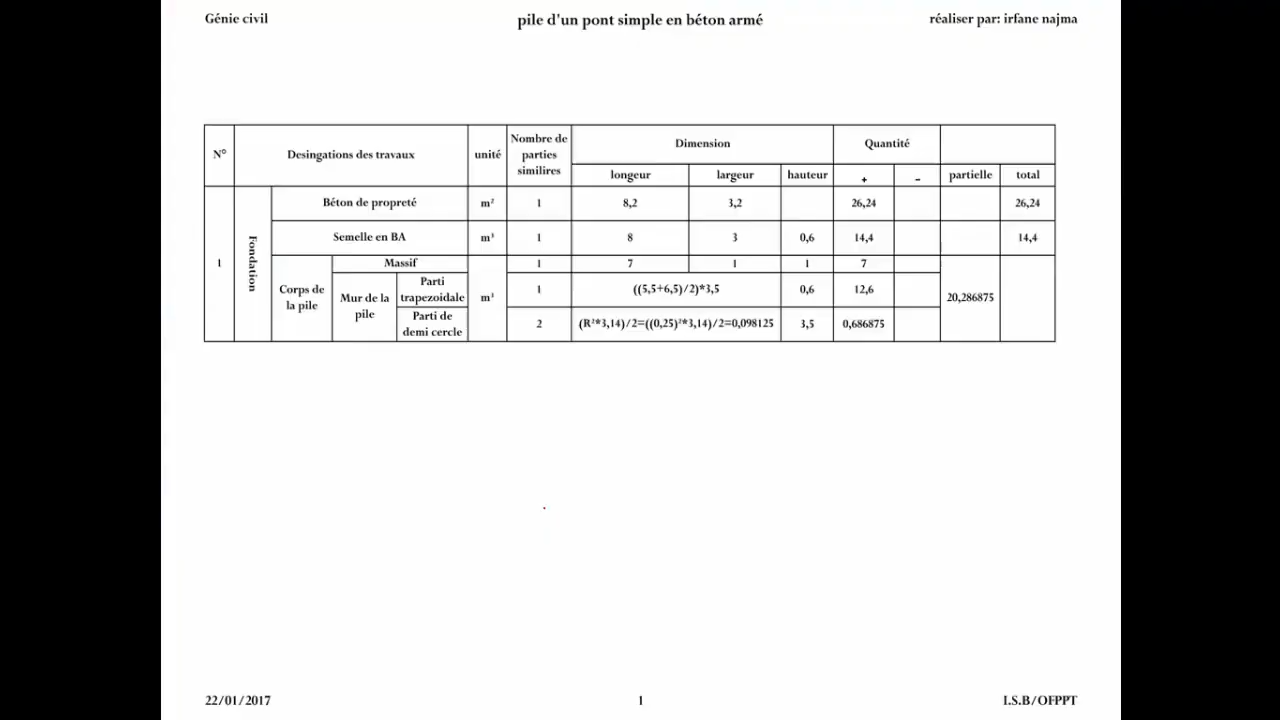 Génie civil pile d'un pont simple en béton armé réaliser par: irfane najma
N° Desingations des travaux unité Nombre de parties similires Dimension Quantité
longeur largeur hauteur + - partielle total
1 Fondation Béton de propreté m² 1 8,2 3,2 26,24 26,24
Semelle en BA m³ 1 8 3 0,6 14,4 14,4
Corps de la pile Massif m³ 1 7 1 1 7 20,286875
Mur de la pile Parti trapezoidale 1 ((5,5+6,5)/2)*3,5 0,6 12,6
Parti de demi cercle 2 (R²*3,14)/2=((0,25)²*3,14)/2=0,098125 3,5 0,686875
22/01/2017 1 I.S.B/OFPPT